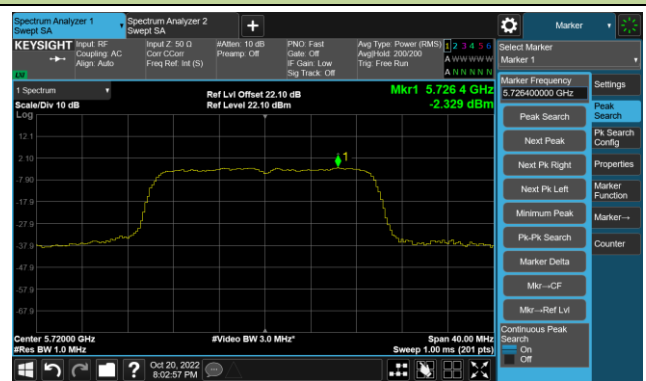 Spectrum Analyzer 1
Swept SA
Spectrum Analyzer 2
Swept SA
+
Marker
KEYSIGHT
Input: RF
Coupling: AC
Align: Auto
Input Z: 50 Ω
Corr CCorr
Freq Ref: Int (S)
#Atten: 10 dB
Preamp: Off
PNO: Fast
Gate: Off
IF Gain: Low
Sig Track: Off
Avg Type: Power (RMS)
Avg|Hold: 200/200
Trig: Free Run
1 2 3 4 5 6
A W W W W W
A N N N N N
Select Marker
Marker 1
1 Spectrum
Scale/Div 10 dB
Log
Ref Lvl Offset 22.10 dB
Ref Level 22.10 dBm
Mkr1 5.726 4 GHz
-2.329 dBm
12.1
2.10
-7.90
-17.9
-27.9
-37.9
-47.9
-57.9
-67.9
1
Center 5.72000 GHz
#Res BW 1.0 MHz
#Video BW 3.0 MHz*
Span 40.00 MHz
Sweep 1.00 ms (201 pts)
Marker Frequency
5.726400000 GHz
Peak Search
Next Peak
Next Pk Right
Next Pk Left
Minimum Peak
Pk-Pk Search
Marker Delta
Mkr→CF
Mkr→Ref Lvl
Continuous Peak
Search
On
Off
Settings
Peak
Search
Pk Search
Config
Properties
Marker
Function
Marker→
Counter
?
Oct 20, 2022
8:02:57 PM